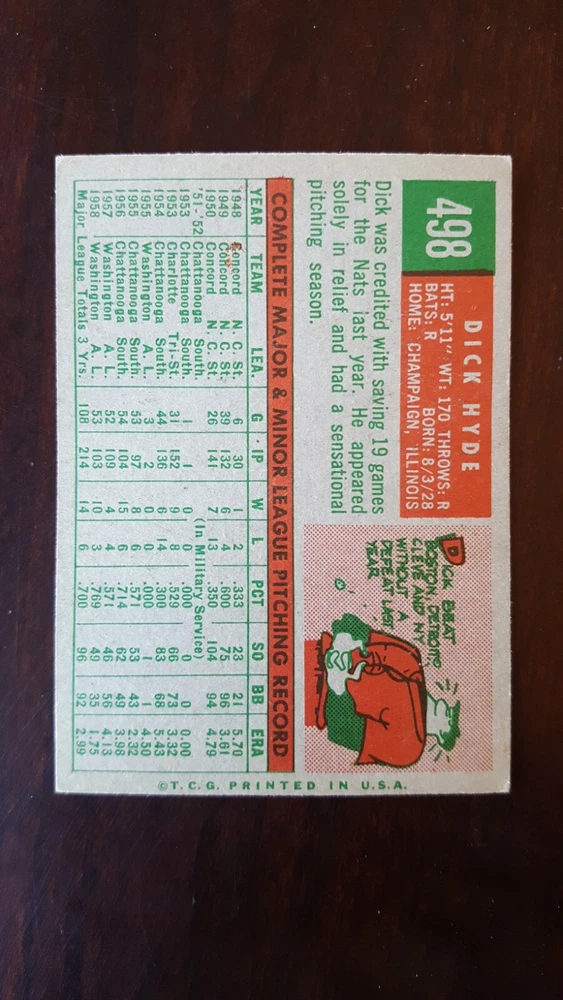 498
DICK HYDE
HT: 5'11" WT: 170 THROWS: R
BATS: R BORN: 8/3/28
HOME: CHAMPAIGN, ILLINOIS
Dick was credited with saving 19 games
for the Nats last year. He appeared
solely in relief and had a sensational
pitching season.
DICK BEAT
BOSTON, DETROIT,
CLEVE AND NY
WITHOUT A
DEFEAT LAST
YEAR
COMPLETE MAJOR & MINOR LEAGUE PITCHING RECORD
YEAR TEAM LEA. G IP W L PCT SO BB ERA
1948 Concord N. C. St. 6 30 1 2 .333 23 21 5.70
1949 Concord N. C. St. 35 132 6 4 .600 75 96 3.61
1950 Concord N. C. St. 26 141 7 13 .350 104 94 4.79
'51-'52 Chattanooga South. (In Military Service)
1953 Chattanooga South. 1 1 0 0 .000 0 0 0.00
1953 Charlotte Tri-St. 31 152 9 8 .529 66 73 3.32
1954 Chattanooga South. 44 136 6 14 .300 83 68 5.43
1955 Washington A. L. 3 2 0 0 .000 1 1 4.50
1955 Chattanooga South. 53 97 8 6 .571 53 43 2.32
1956 Chattanooga South. 54 104 15 6 .714 62 49 3.98
1957 Washington A. L. 52 109 4 3 .571 46 56 4.13
1958 Washington A. L. 53 103 10 3 .769 49 35 1.75
Major League Totals 3 Yrs. 108 214 14 6 .700 96 92 2.99
©T.C.G. PRINTED IN U.S.A.